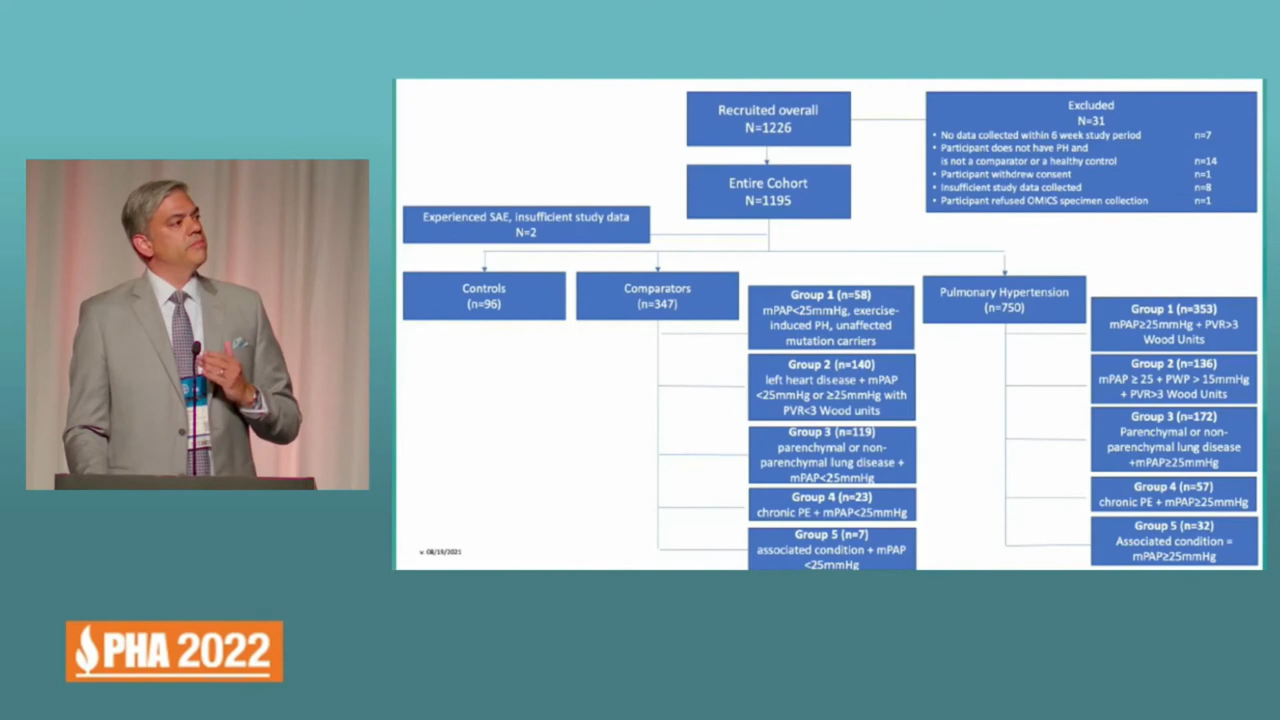 Recruited overall
N=1226
Excluded
N=31
• No data collected within 6 week study period n=7
• Participant does not have PH and
is not a comparator or a healthy control n=14
• Participant withdrew consent n=1
• Insufficient study data collected n=8
• Participant refused OMICS specimen collection n=1
Entire Cohort
N=1195
Experienced SAE, insufficient study data
N=2
Controls
(n=96)
Comparators
(n=347)
Group 1 (n=58)
mPAP<25mmHg, exercise-
induced PH, unaffected
mutation carriers
Group 2 (n=140)
left heart disease + mPAP
<25mmHg or ≥25mmHg with
PVR<3 Wood units
Group 3 (n=119)
parenchymal or non-
parenchymal lung disease +
mPAP<25mmHg
Group 4 (n=23)
chronic PE + mPAP<25mmHg
Group 5 (n=7)
associated condition + mPAP
<25mmHg
Pulmonary Hypertension
(n=750)
Group 1 (n=353)
mPAP≥25mmHg + PVR>3
Wood Units
Group 2 (n=136)
mPAP ≥ 25 + PWP > 15mmHg
+ PVR>3 Wood Units
Group 3 (n=172)
Parenchymal or non-
parenchymal lung disease
+mPAP≥25mmHg
Group 4 (n=57)
chronic PE + mPAP≥25mmHg
Group 5 (n=32)
Associated condition =
mPAP≥25mmHg
v. 08/19/2021
PHA 2022